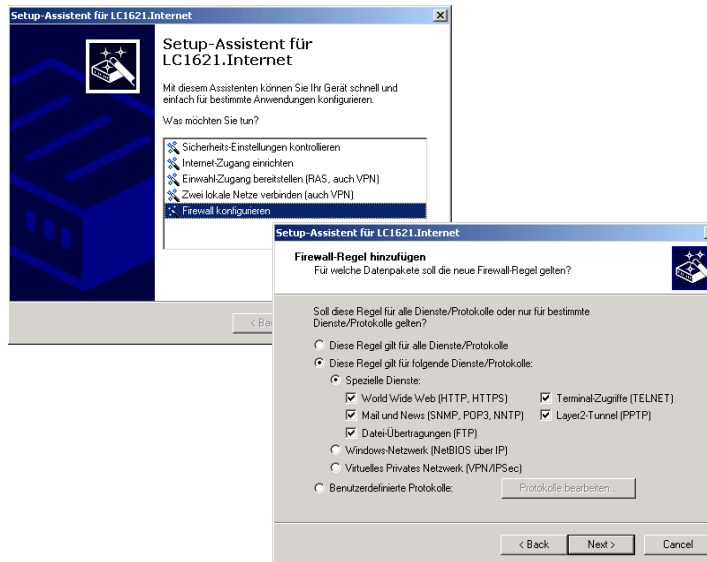 Setup-Assistent für LC1621.Internet
Setup-Assistent für
LC1621.Internet
Mit diesem Assistenten können Sie Ihr Gerät schnell und
einfach für bestimmte Anwendungen konfigurieren.
Was möchten Sie tun?
Sicherheits-Einstellungen kontrollieren
Internet-Zugang einrichten
Einwahl-Zugang bereitstellen (RAS, auch VPN)
Zwei lokale Netze verbinden (auch VPN)
Firewall konfigurieren
Setup-Assistent für LC1621.Internet
Firewall-Regel hinzufügen
Für welche Datenpakete soll die neue Firewall-Regel gelten?
Soll diese Regel für alle Dienste/Protokolle oder nur für bestimmte
Dienste/Protokolle gelten?
Diese Regel gilt für alle Dienste/Protokolle
Diese Regel gilt für folgende Dienste/Protokolle:
Spezielle Dienste:
World Wide Web (HTTP, HTTPS) Terminal-Zugriffe (TELNET)
Mail und News (SNMP, POP3, NNTP) Layer2-Tunnel (PPTP)
Datei-Übertragungen (FTP)
Windows-Netzwerk (NetBIOS über IP)
Virtuelles Privates Netzwerk (VPN/IPSec)
Benutzerdefinierte Protokolle: Protokolle bearbeiten...
< Back Next > Cancel